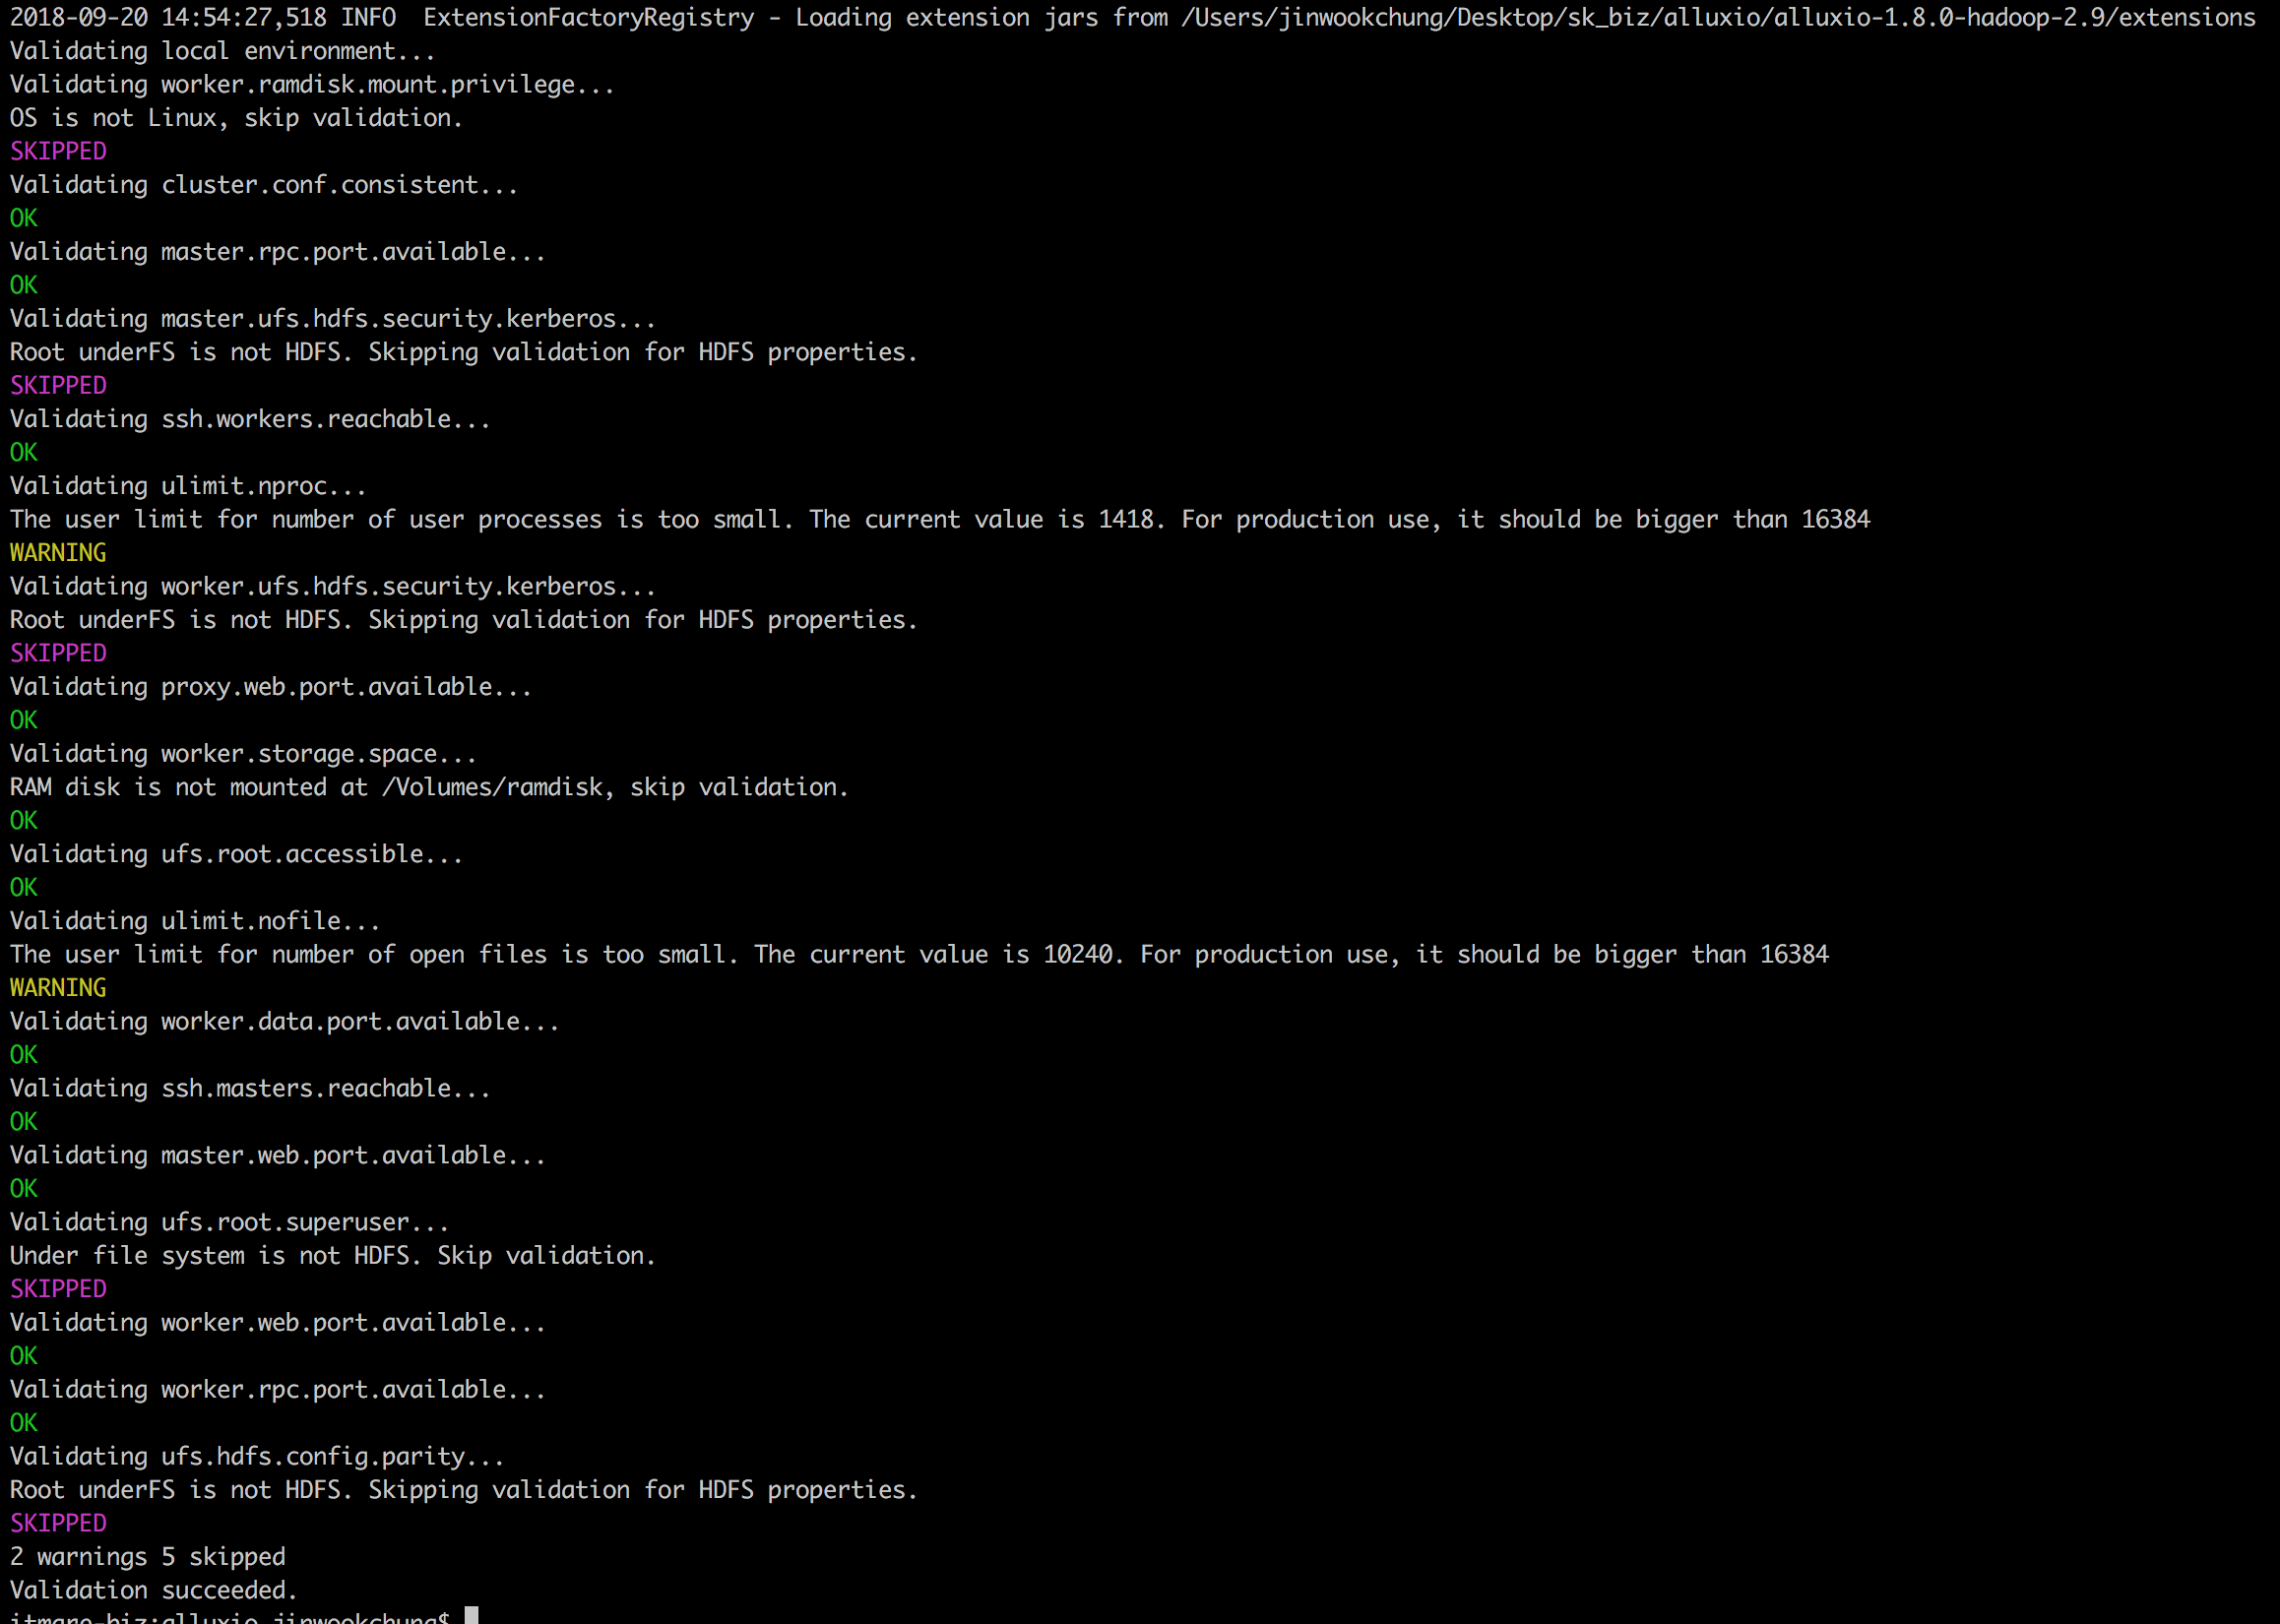 2018-09-20 14:54:27,518 INFO  ExtensionFactoryRegistry - Loading extension jars from /Users/jinwookchung/Desktop/sk_biz/alluxio/alluxio-1.8.0-hadoop-2.9/extensions
Validating local environment...
Validating worker.ramdisk.mount.privilege...
OS is not Linux, skip validation.
SKIPPED
Validating cluster.conf.consistent...
OK
Validating master.rpc.port.available...
OK
Validating master.ufs.hdfs.security.kerberos...
Root underFS is not HDFS. Skipping validation for HDFS properties.
SKIPPED
Validating ssh.workers.reachable...
OK
Validating ulimit.nproc...
The user limit for number of user processes is too small. The current value is 1418. For production use, it should be bigger than 16384
WARNING
Validating worker.ufs.hdfs.security.kerberos...
Root underFS is not HDFS. Skipping validation for HDFS properties.
SKIPPED
Validating proxy.web.port.available...
OK
Validating worker.storage.space...
RAM disk is not mounted at /Volumes/ramdisk, skip validation.
OK
Validating ufs.root.accessible...
OK
Validating ulimit.nofile...
The user limit for number of open files is too small. The current value is 10240. For production use, it should be bigger than 16384
WARNING
Validating worker.data.port.available...
OK
Validating ssh.masters.reachable...
OK
Validating master.web.port.available...
OK
Validating ufs.root.superuser...
Under file system is not HDFS. Skip validation.
SKIPPED
Validating worker.web.port.available...
OK
Validating worker.rpc.port.available...
OK
Validating ufs.hdfs.config.parity...
Root underFS is not HDFS. Skipping validation for HDFS properties.
SKIPPED
2 warnings 5 skipped
Validation succeeded.
itmare-biz:alluxio jinwookchung$